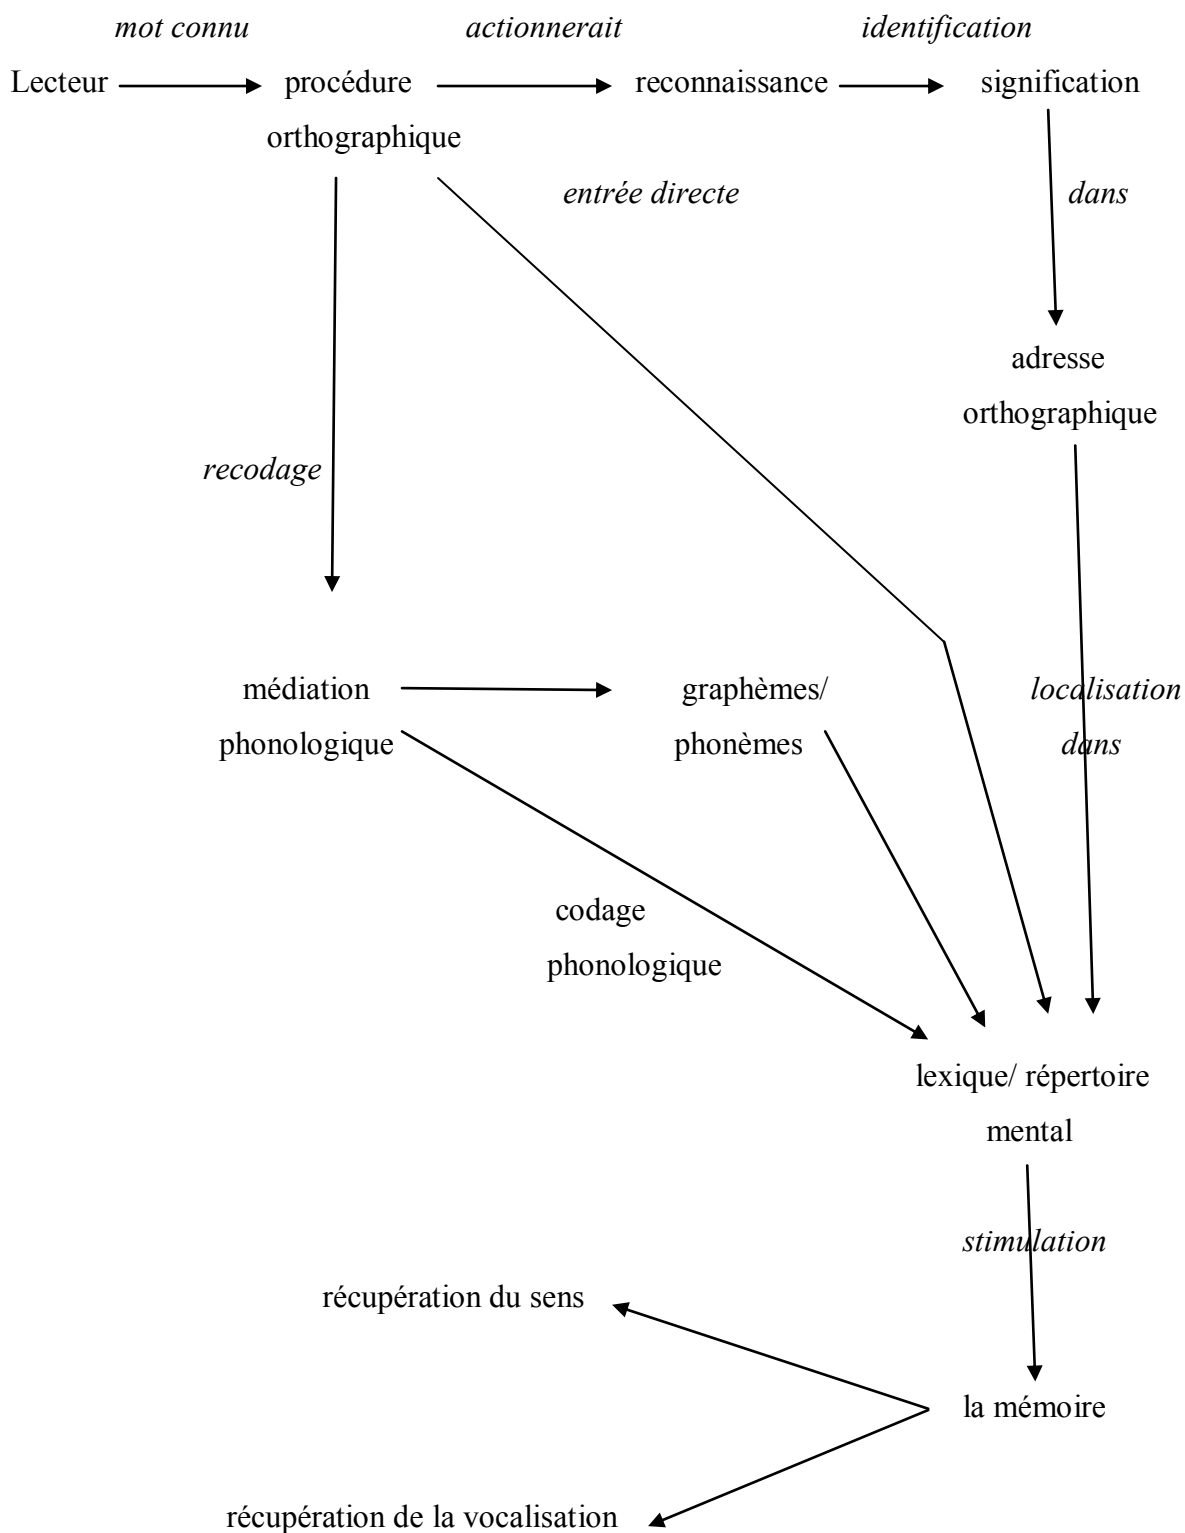 mot connu actionnerait identification
Lecteur procédure reconnaissance signification
orthographique
entrée directe dans
adresse
orthographique
recodage
médiation graphèmes/ localisation
phonologique phonèmes dans
codage
phonologique
lexique/ répertoire
mental
stimulation
récupération du sens
la mémoire
récupération de la vocalisation